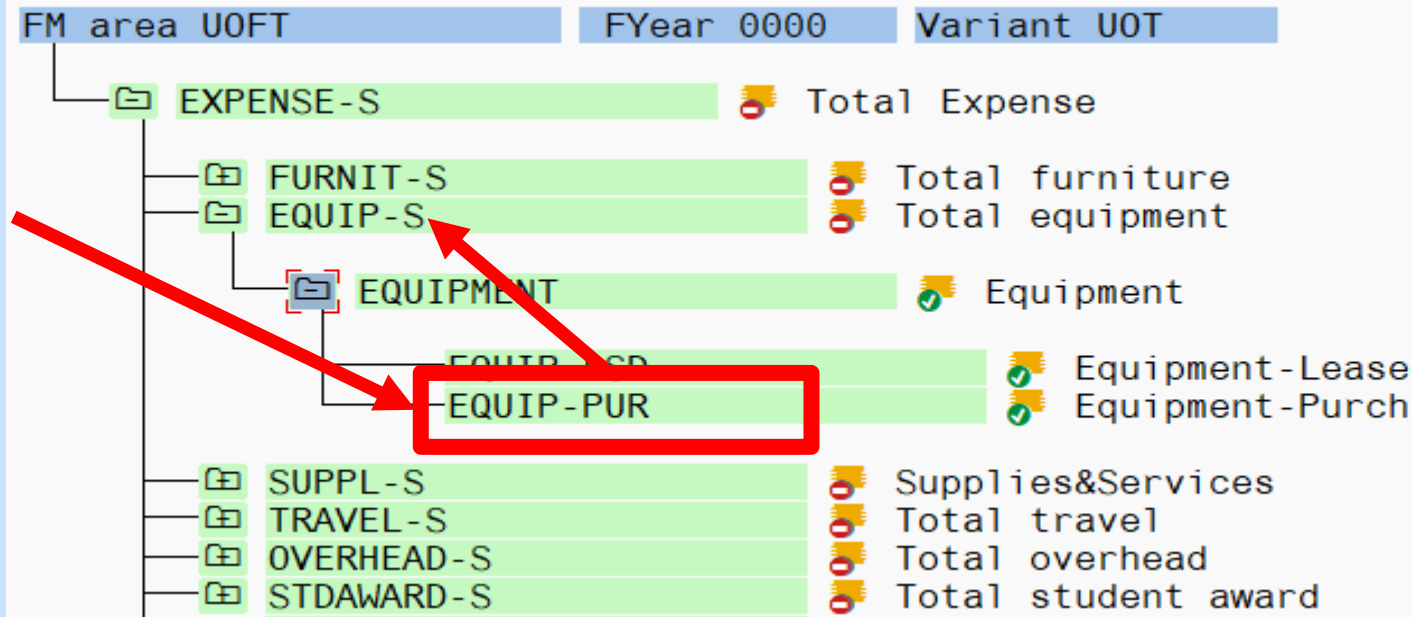 FM area UOFT FYear 0000 Variant UOT
EXPENSE-S Total Expense
FURNIT-S Total furniture
EQUIP-S Total equipment
EQUIPMENT Equipment
Equipment-Lease
EQUIP-PUR Equipment-Purch
SUPPL-S Supplies&Services
TRAVEL-S Total travel
OVERHEAD-S Total overhead
STDAWARD-S Total student award